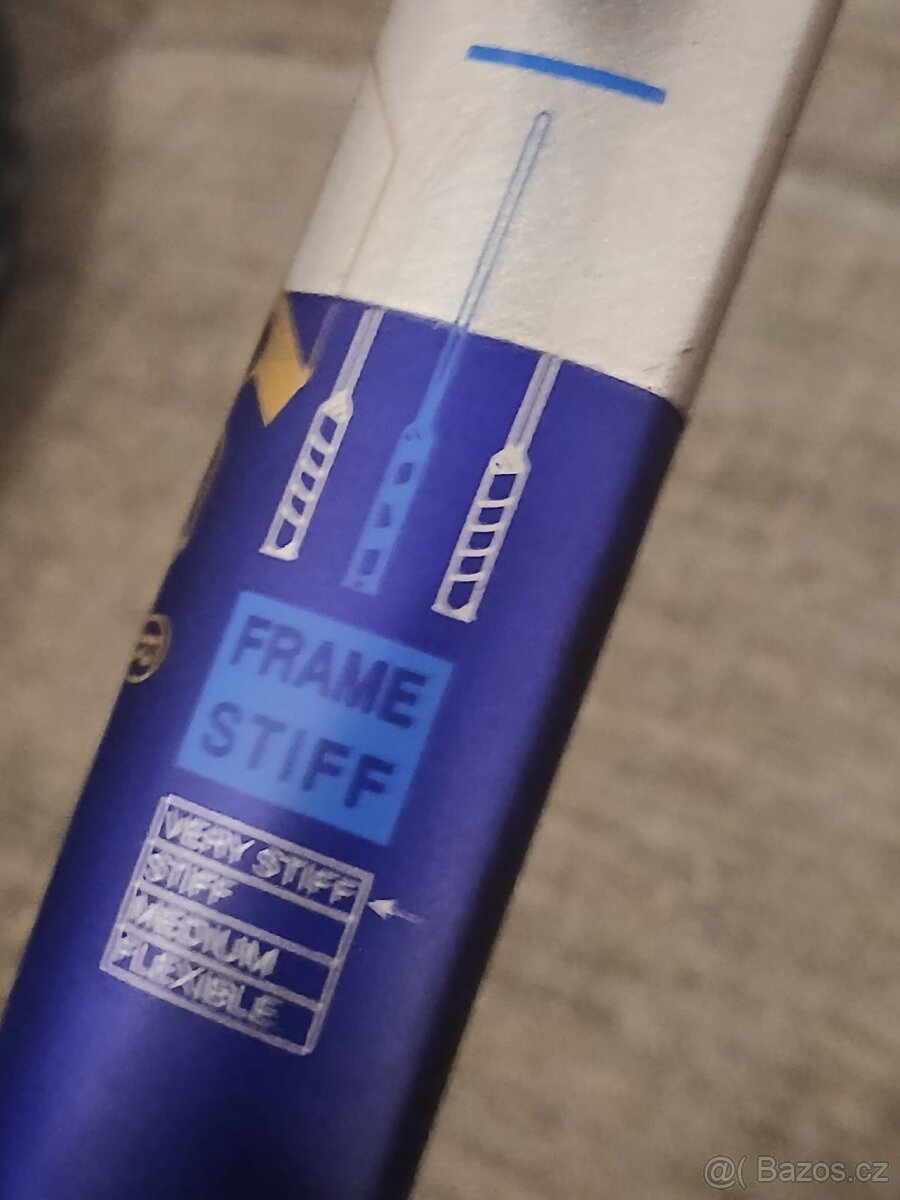 FRAME
STIFF
VERY STIFF
STIFF
MEDIUM
FLEXIBLE
@( Bazos.cz